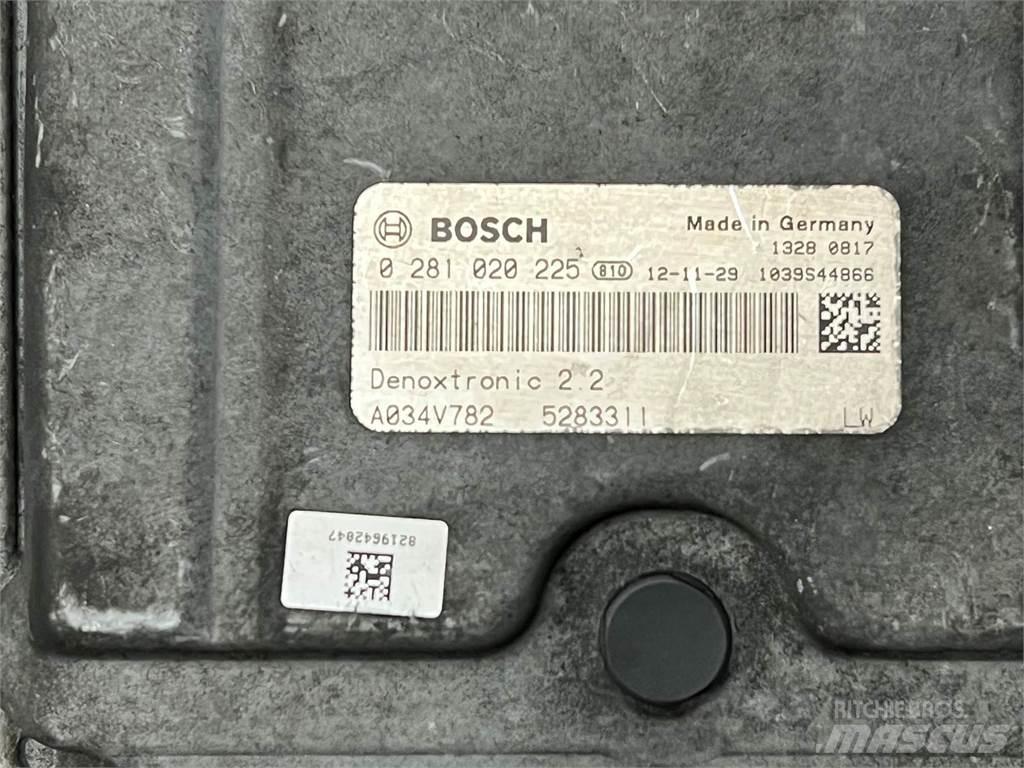 BOSCH Made in Germany
1328 0817
0 281 020 225 810 12-11-29 1039S44866
Denoxtronic 2.2
A034V782 5283311 LW
82199642047
RITCHIE BROS.
MASCUS